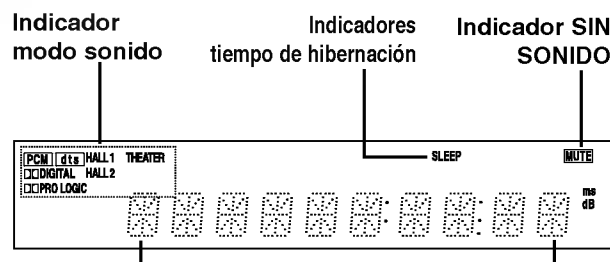 Indicador
modo sonido
Indicadores
tiempo de hibernación
Indicador SIN
SONIDO
PCM dts HALL 1 THEATER
DIGITAL HALL 2
PRO LOGIC
SLEEP
MUTE
ms
dB